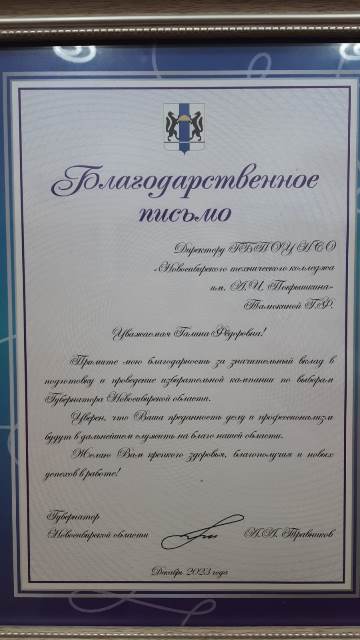 Благодарственное
письмо
Директору ГБПОУ НСО
«Новосибирского технического колледжа
им. А.И. Покрышкина»
Талюкиной Г.Ф.
Уважаемая Галина Фёдоровна!
Примите мою благодарность за значительный вклад в
подготовку и проведение избирательной кампании по выборам
Губернатора Новосибирской области.
Уверен, что Ваша преданность делу и профессионализм
будут в дальнейшем служить на благо нашей области.
Желаю Вам крепкого здоровья, благополучия и новых
успехов в работе!
Губернатор
Новосибирской области
А.А. Травников
Декабрь 2023 года